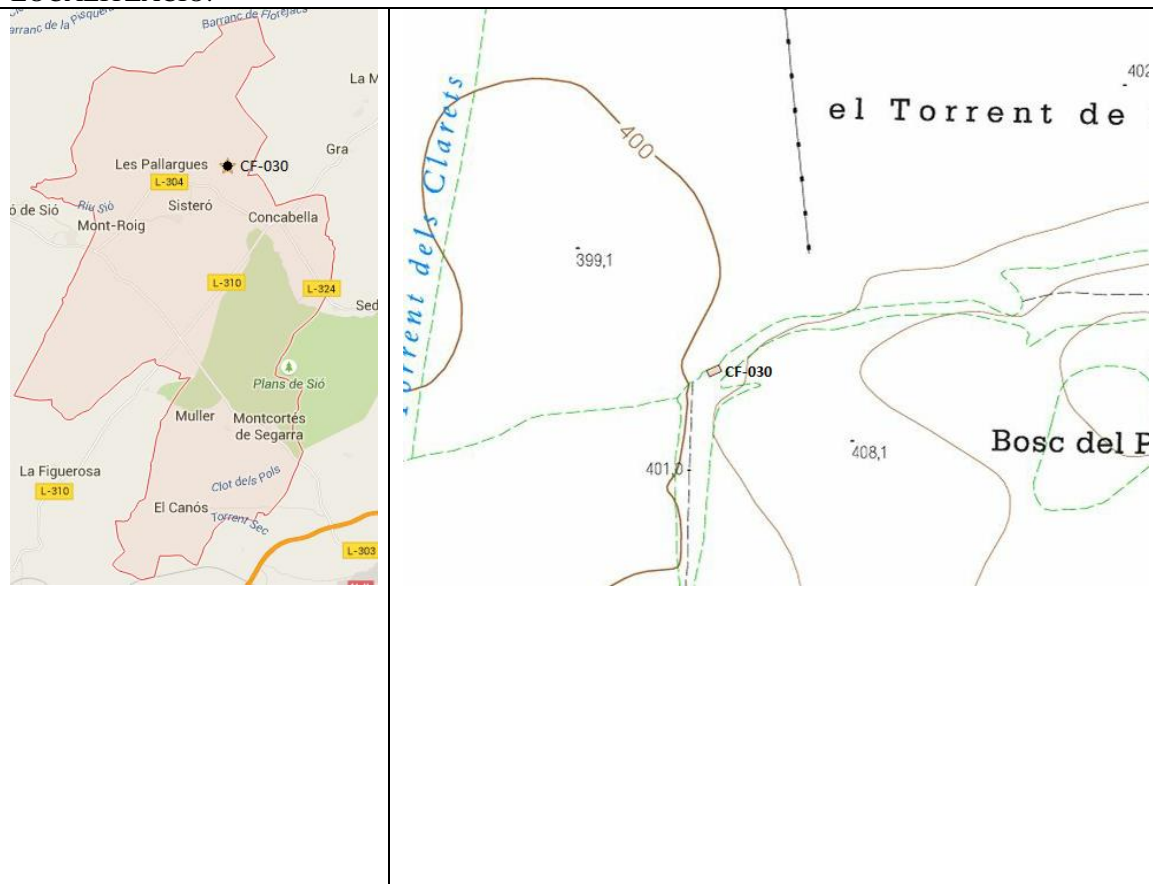 Barranc de Florejacs
arranc de la Pisquer
La M
Gra
Les Pallargues
CF-030
L-304
ó de Sió
Riu Sió
Sisteró
Mont-Roig
Concabella
L-310
L-324
Sed
Plans de Sió
Muller
Montcortés
de Segarra
La Figuerosa
L-310
Clot dels Pols
El Canós
Torrent Sec
L-303
Torrent dels Clarets
400
el Torrent de
402
399,1
CF-030
401,0
408,1
Bosc del P